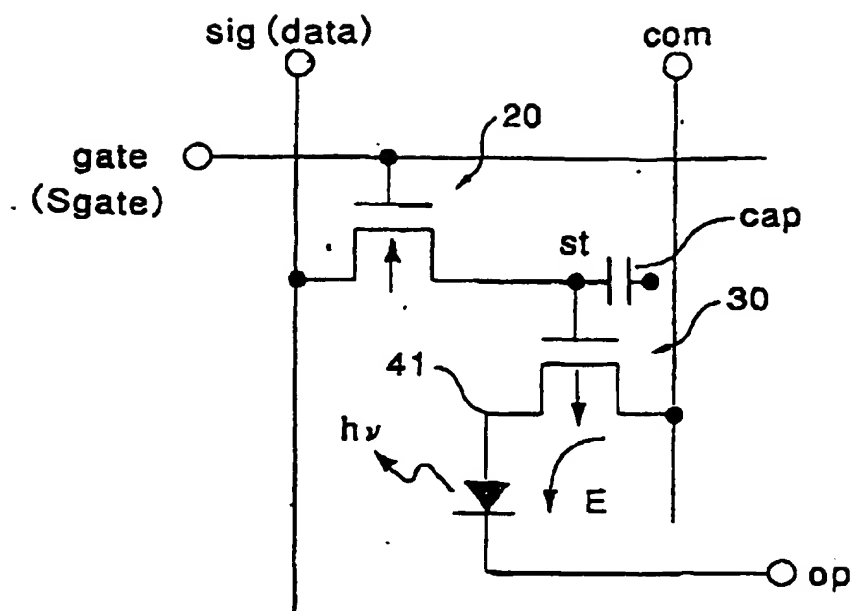 sig (data)
com
20
gate
(Sgate)
cap
st
30
41
hν
E
op